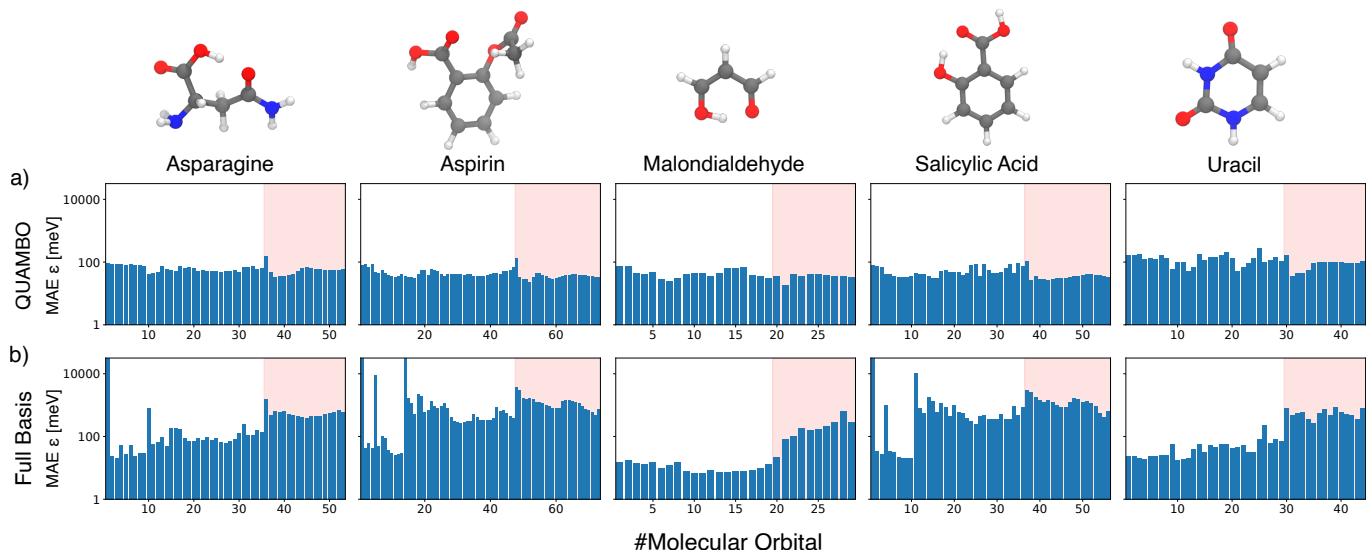 Asparagine Aspirin Malondialdehyde Salicylic Acid Uracil
a)
QUAMBO
MAE ε [meV]
10000
100
1
10 20 30 40 50
20 40 60
5 10 15 20 25
10 20 30 40 50
10 20 30 40
b)
Full Basis
MAE ε [meV]
10000
100
1
10 20 30 40 50
20 40 60
5 10 15 20 25
10 20 30 40 50
10 20 30 40
#Molecular Orbital